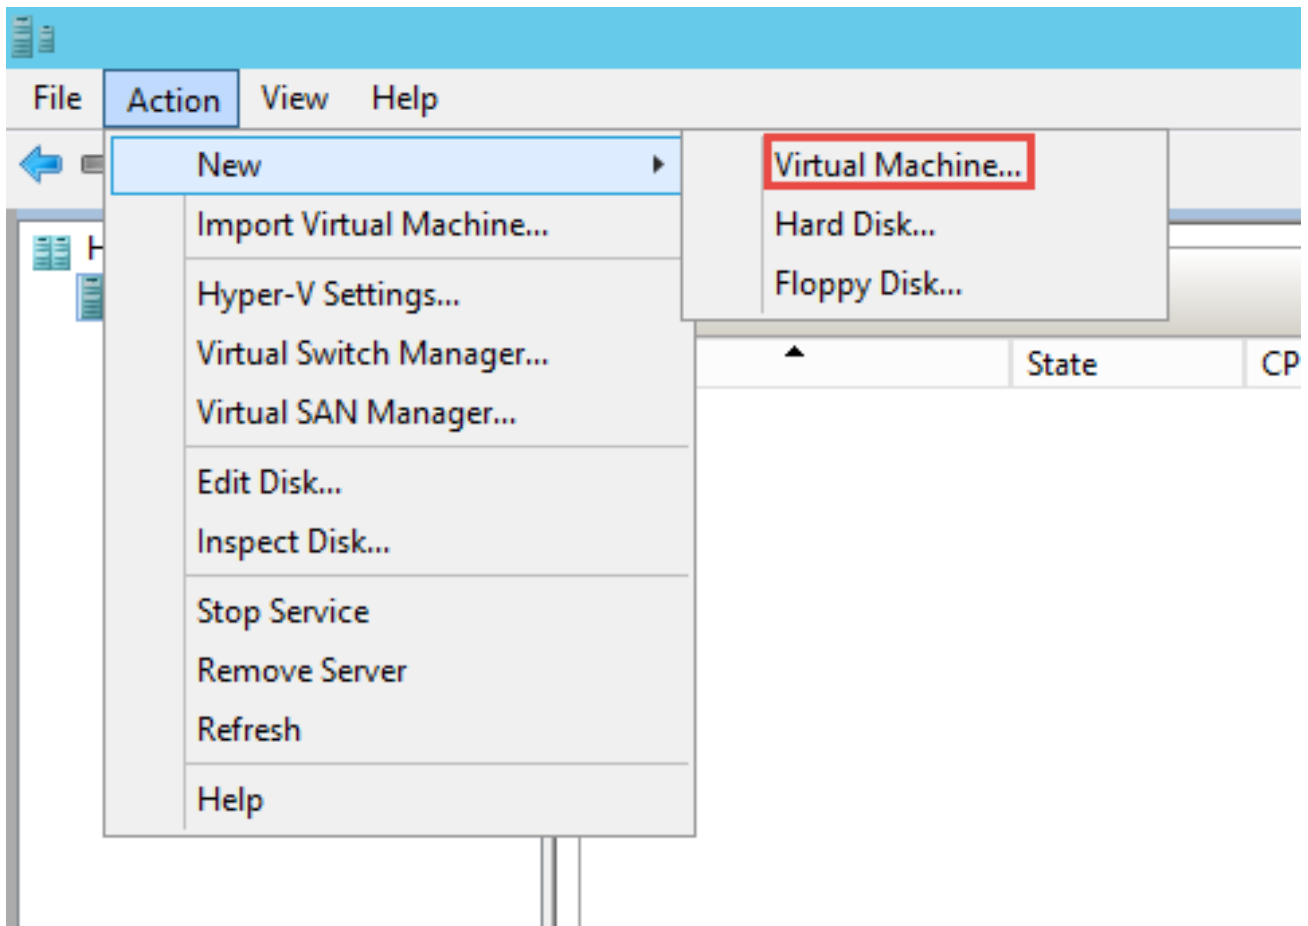 File Action View Help
New
Virtual Machine...
Import Virtual Machine...
Hard Disk...
Hyper-V Settings...
Floppy Disk...
Virtual Switch Manager...
State
Virtual SAN Manager...
Edit Disk...
Inspect Disk...
Stop Service
Remove Server
Refresh
Help